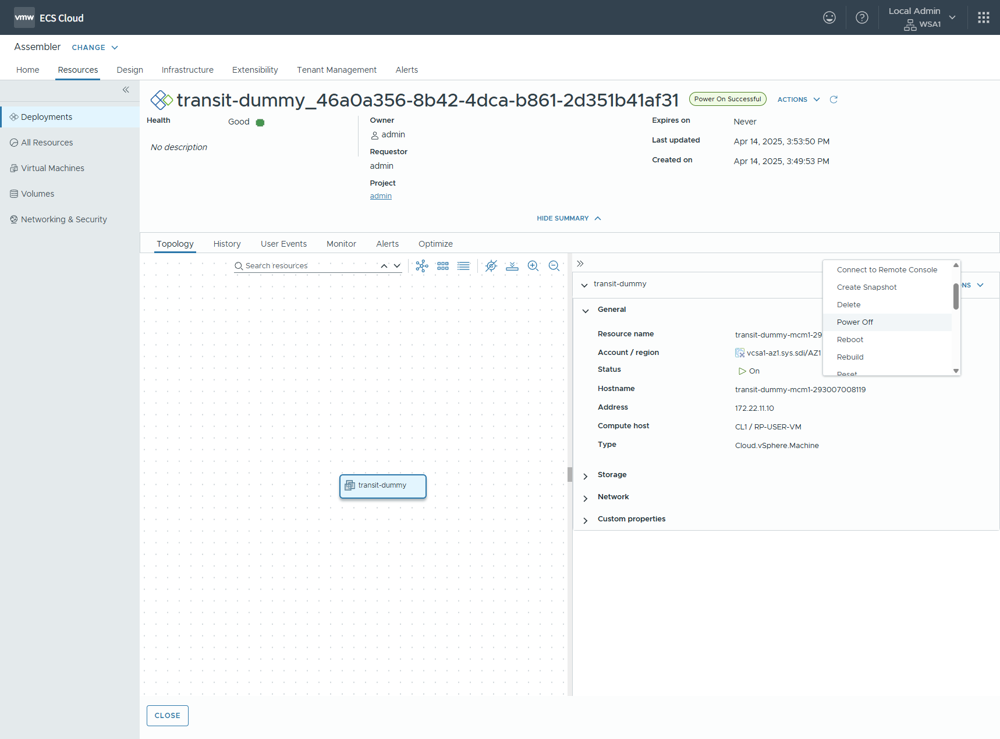 vmw ECS Cloud
Local Admin
WSA1
Assembler CHANGE
Home Resources Design Infrastructure Extensibility Tenant Management Alerts
Deployments
All Resources
Virtual Machines
Volumes
Networking & Security
transit-dummy_46a0a356-8b42-4dca-b861-2d351b41af31 Power On Successful ACTIONS
Health Good
No description
Owner
admin
Requestor
admin
Project
admin
Expires on Never
Last updated Apr 14, 2025, 3:53:50 PM
Created on Apr 14, 2025, 3:49:53 PM
HIDE SUMMARY
Topology History User Events Monitor Alerts Optimize
Search resources
transit-dummy
transit-dummy
NS
Connect to Remote Console
Create Snapshot
Delete
Power Off
Reboot
Rebuild
Reset
General
Resource name transit-dummy-mcm1-29
Account / region vcsa1-az1.sys.sdi/AZ1
Status On
Hostname transit-dummy-mcm1-293007008119
Address 172.22.11.10
Compute host CL1 / RP-USER-VM
Type Cloud.vSphere.Machine
Storage
Network
Custom properties
CLOSE